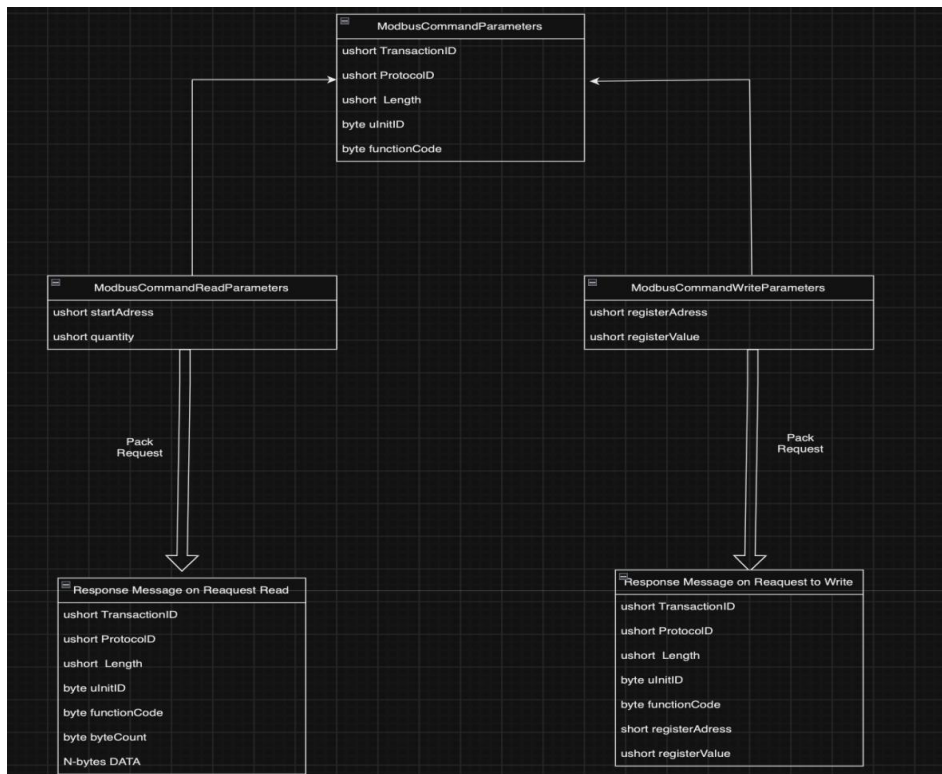 ModbusCommandParameters
ushort TransactionID
ushort ProtocolD
ushort Length
byte uInitID
byte functionCode
ModbusCommandReadParameters
ushort startAdress
ushort quantity
ModbusCommandWriteParameters
ushort registerAdress
ushort registerValue
Pack
Request
Pack
Request
Response Message on Reaquest Read
ushort TransactionID
ushort ProtocolD
ushort Length
byte uInitID
byte functionCode
byte byteCount
N-bytes DATA
Response Message on Reaquest to Write
ushort TransactionID
ushort ProtocolD
ushort Length
byte uInitID
byte functionCode
short registerAdress
ushort registerValue